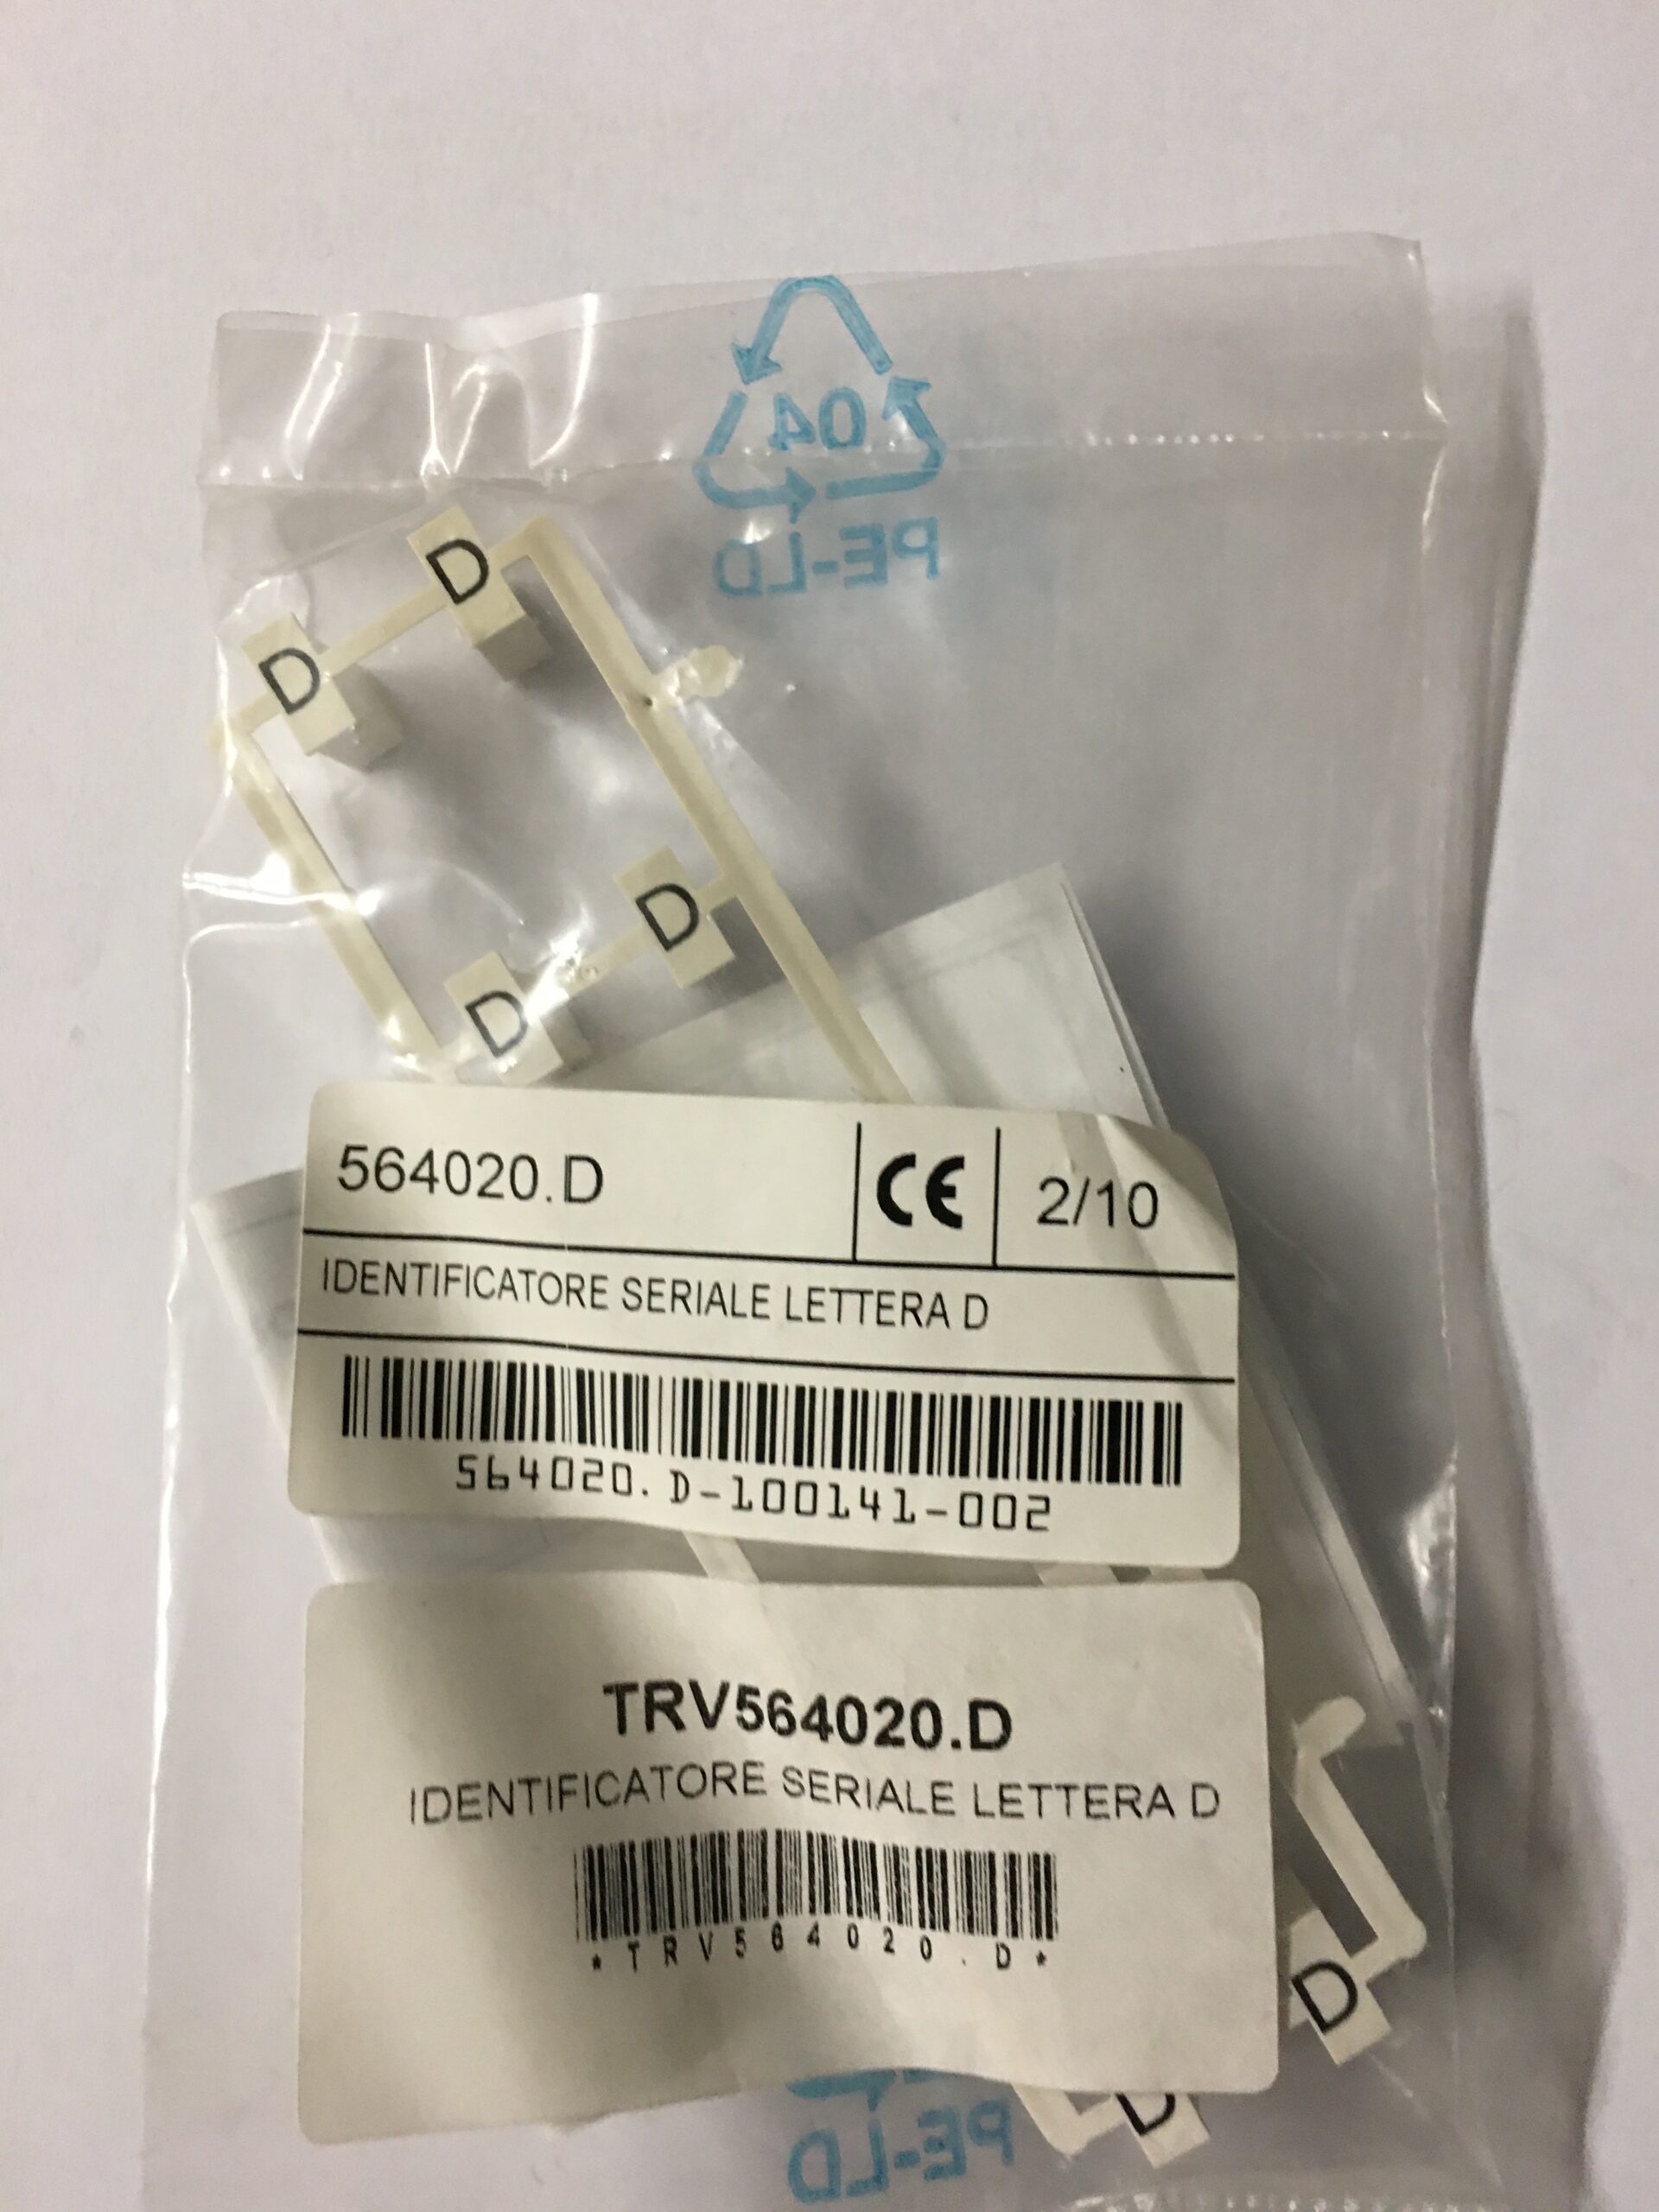 04
PE-LD
D
D
D
D
564020.D CE 2/10
IDENTIFICATORE SERIALE LETTERA D
564020.D-100141-002
TRV564020.D
IDENTIFICATORE SERIALE LETTERA D
*TRV564020.D*
D
D
PE-LD